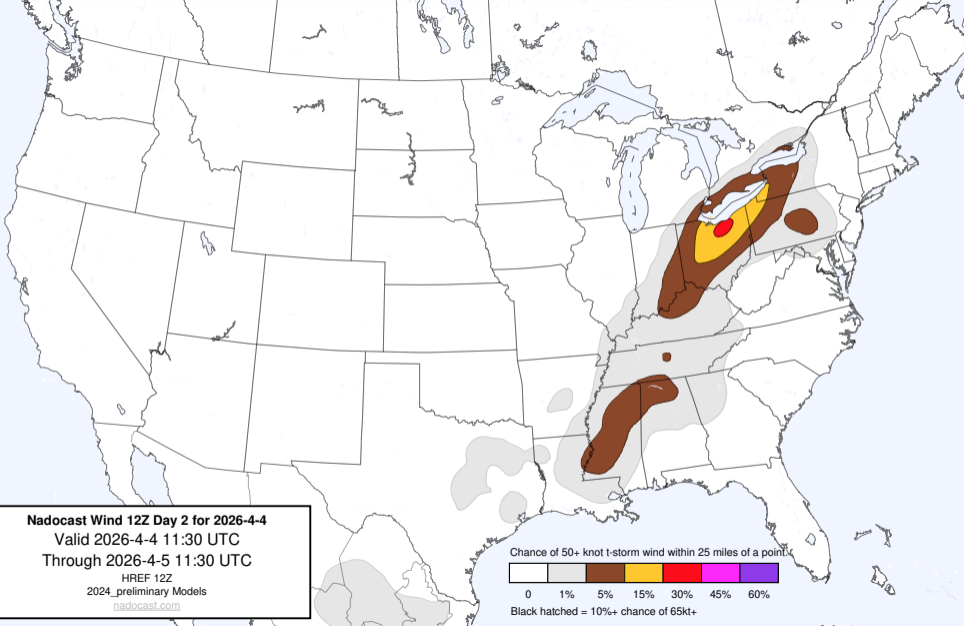 Nadocast Wind 12Z Day 2 for 2026-4-4
Valid 2026-4-4 11:30 UTC
Through 2026-4-5 11:30 UTC
HREF 12Z
2024_preliminary Models
nadocast.com
Chance of 50+ knot t-storm wind within 25 miles of a point.
0 1% 5% 15% 30% 45% 60%
Black hatched = 10%+ chance of 65kt+